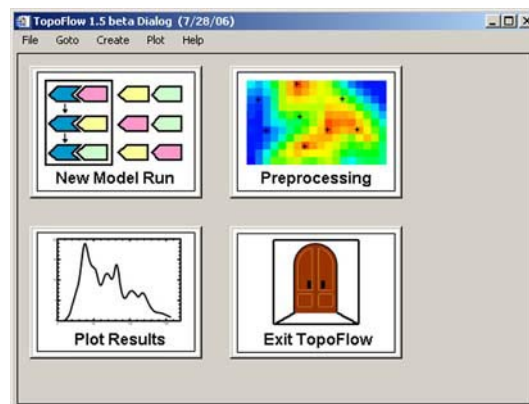 TopoFlow 1.5 beta Dialog (7/28/06)
File Goto Create Plot Help
New Model Run
Preprocessing
Plot Results
Exit TopoFlow